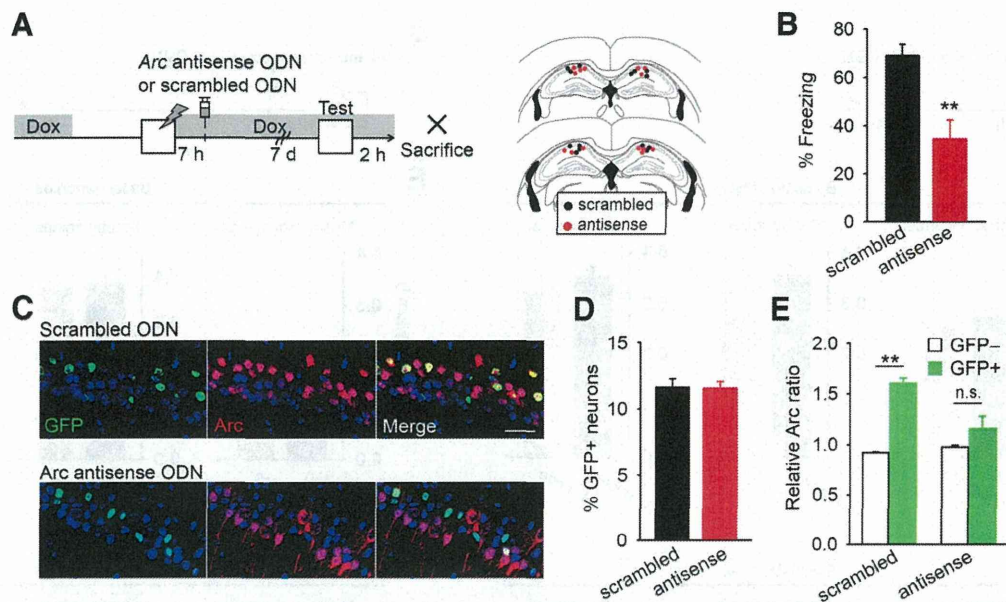 A
Arc antisense ODN
or scrambled ODN
Dox
Dox
Test
7 h
7 d
2 h
Sacrifice
scrambled
antisense
B
% Freezing
80
60
40
20
0
**
scrambled
antisense
C
Scrambled ODN
GFP
Arc
Merge
Arc antisense ODN
D
% GFP+ neurons
15
10
5
0
scrambled
antisense
E
Relative Arc ratio
2.0
1.5
1.0
0.5
0.0
GFP–
GFP+
**
n.s.
scrambled
antisense